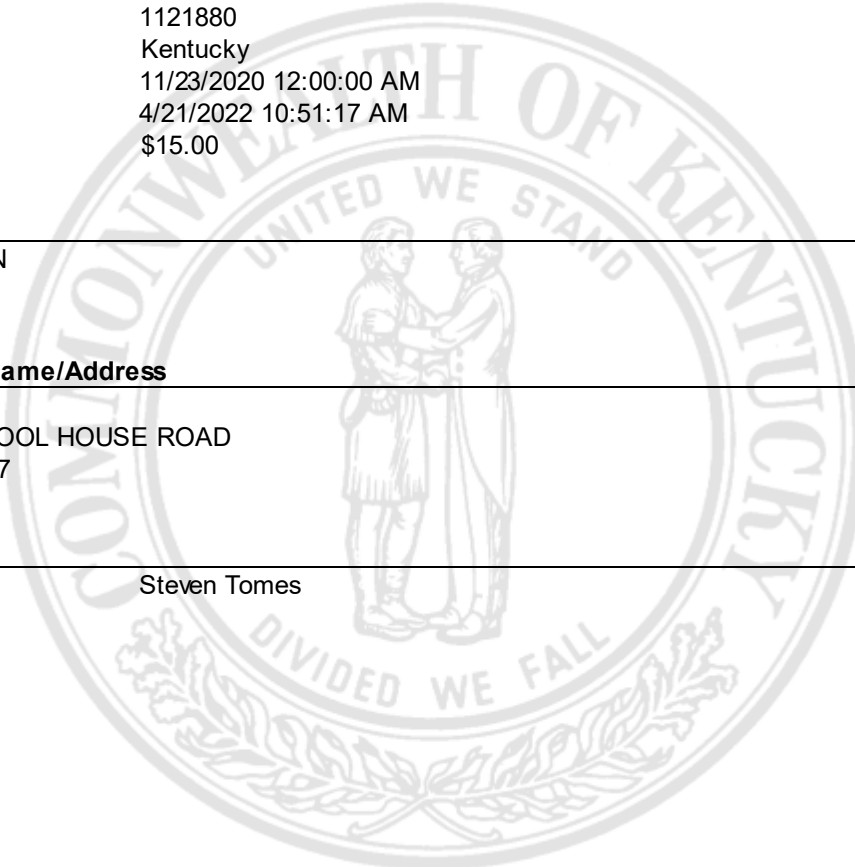 1121880
Kentucky
11/23/2020 12:00:00 AM
4/21/2022 10:51:17 AM
$15.00
COMMONWEALTH OF KENTUCKY
UNITED WE STAND
N
ame/Address
OOL HOUSE ROAD
7
Steven Tomes
DIVIDED WE FALL